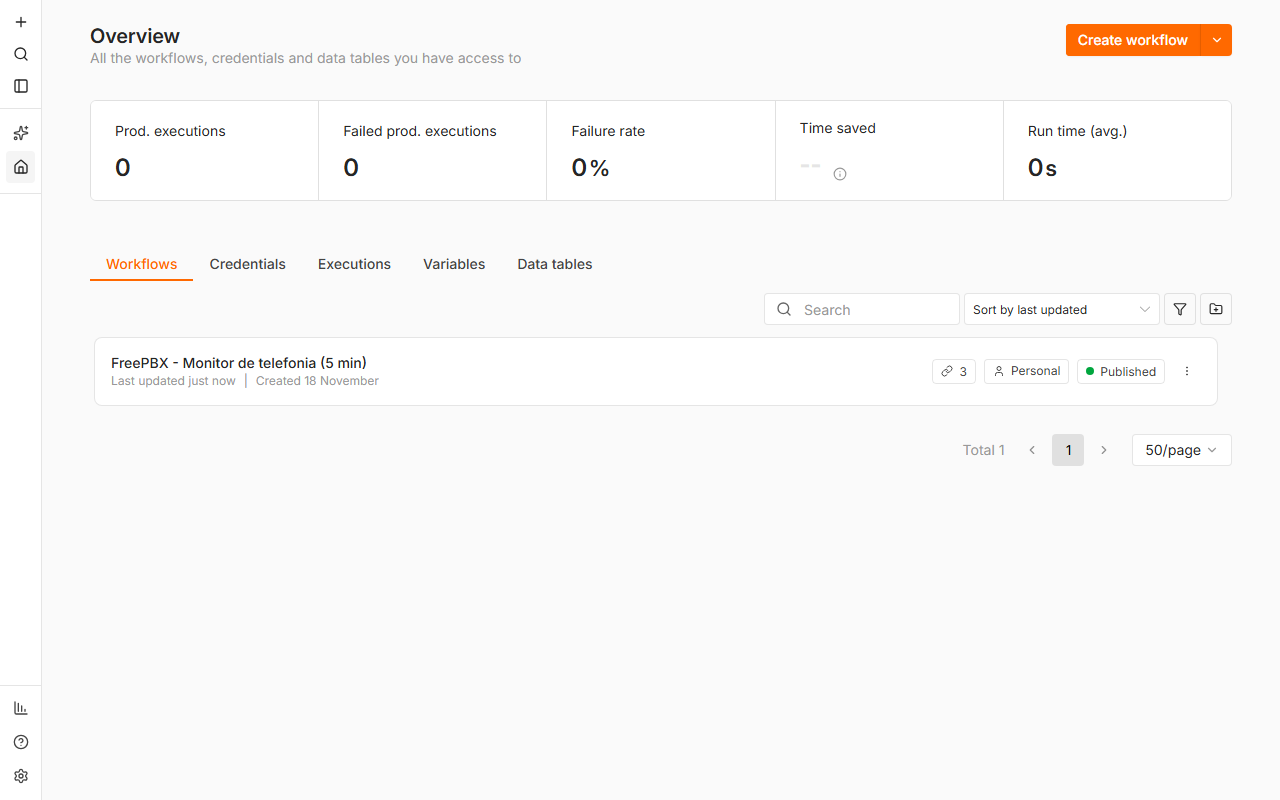 Overview
All the workflows, credentials and data tables you have access to
Create workflow
Prod. executions
0
Failed prod. executions
0
Failure rate
0%
Time saved
--
Run time (avg.)
0s
Workflows
Credentials
Executions
Variables
Data tables
Search
Sort by last updated
FreePBX - Monitor de telefonia (5 min)
Last updated just now | Created 18 November
3
Personal
Published
Total 1
1
50/page